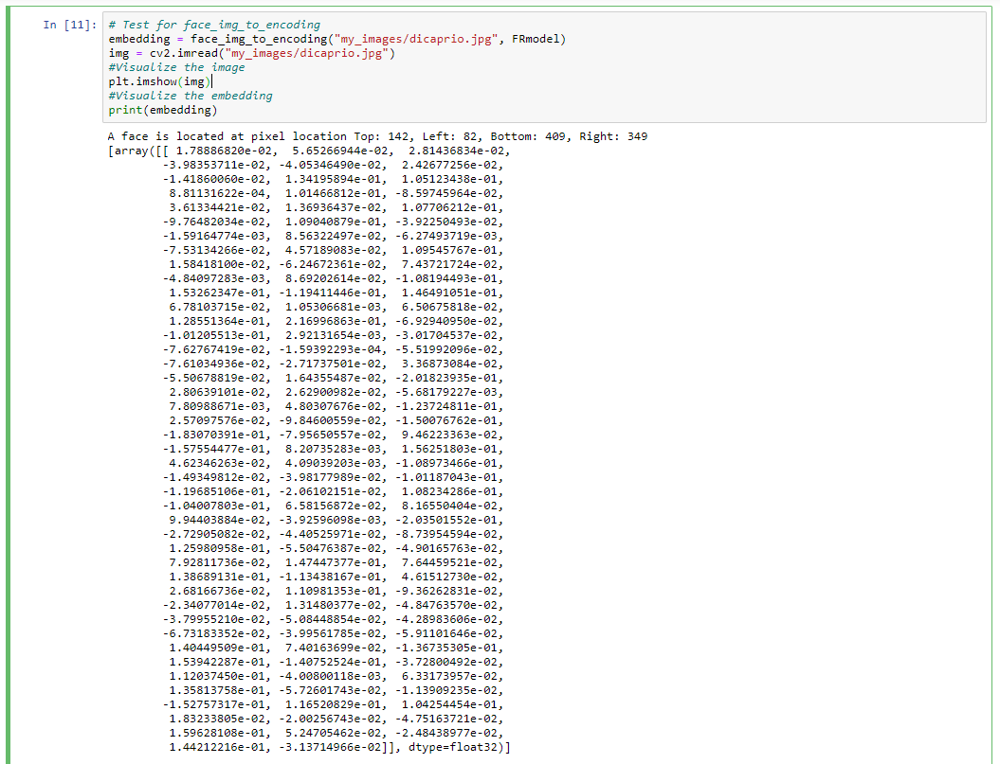 In [11]: # Test for face_img_to_encoding
embedding = face_img_to_encoding("my_images/dicaprio.jpg", FRmodel)
img = cv2.imread("my_images/dicaprio.jpg")
#Visualize the image
plt.imshow(img)
#Visualize the embedding
print(embedding)
A face is located at pixel location Top: 142, Left: 82, Bottom: 409, Right: 349
[array([[ 1.78886820e-02,  5.65266944e-02,  2.81436834e-02,
        -3.98353711e-02, -4.05346490e-02,  2.42677256e-02,
        -1.41860060e-02,  1.34195894e-01,  1.05123438e-01,
         8.81131622e-04,  1.01466812e-01, -8.59745964e-02,
         3.61334421e-02,  1.36936437e-02,  1.07706212e-01,
        -9.76482034e-02,  1.09040879e-01, -3.92250493e-02,
        -1.59164774e-03,  8.56322497e-02, -6.27493719e-03,
        -7.53134266e-02,  4.57189083e-02,  1.09545767e-01,
         1.58418100e-02, -6.24672361e-02,  7.43721724e-02,
        -4.84097283e-03,  8.69202614e-02, -1.08194493e-01,
         1.53262347e-01, -1.19411446e-01,  1.46491051e-01,
         6.78103715e-02,  1.05306681e-03,  6.50675818e-02,
         1.28551364e-01,  2.16996863e-01, -6.92940950e-02,
        -1.01205513e-01,  2.92131654e-03, -3.01704537e-02,
        -7.62767419e-02, -1.59392293e-04, -5.51992096e-02,
        -7.61034936e-02, -2.71737501e-02,  3.36873084e-02,
        -5.50678819e-02,  1.64355487e-02, -2.01823935e-01,
         2.80639101e-02,  2.62900982e-02, -5.68179227e-03,
         7.80988671e-03,  4.80307676e-02, -1.23724811e-01,
         2.57097576e-02, -9.84600559e-02, -1.50076762e-01,
        -1.83070391e-01, -7.95650557e-02,  9.46223363e-02,
        -1.57554477e-01,  8.20735283e-03,  1.56251803e-01,
         4.62346263e-02,  4.09039203e-03, -1.08973466e-01,
        -1.49349812e-02, -3.98177989e-02, -1.01187043e-01,
        -1.19685106e-01, -2.06102151e-02,  1.08234286e-01,
        -1.04007803e-01,  6.58156872e-02,  8.16550404e-02,
         9.94403884e-02, -3.92596098e-03, -2.03501552e-01,
        -2.72905082e-02, -4.40525971e-02, -8.73954594e-02,
         1.25980958e-01, -5.50476387e-02, -4.90165763e-02,
         7.92811736e-02,  1.47447377e-01,  7.64459521e-02,
         1.38689131e-01, -1.13438167e-01,  4.61512730e-02,
         2.68166736e-02,  1.10981353e-01, -9.36262831e-02,
        -2.34077014e-02,  1.31480377e-02, -4.84763570e-02,
        -3.79955210e-02, -5.08448854e-02, -4.28983606e-02,
        -6.73183352e-02, -3.99561785e-02, -5.91101646e-02,
         1.40449509e-01,  7.40163699e-02, -1.36735305e-01,
         1.53942287e-01, -1.40752524e-01, -3.72800492e-02,
         1.12037450e-01, -4.00800118e-03,  6.33173957e-02,
         1.35813758e-01, -5.72601743e-02, -1.13909235e-02,
        -1.52757317e-01,  1.16520829e-01,  1.04254454e-01,
         1.83233805e-02, -2.00256743e-02, -4.75163721e-02,
         1.59628108e-01,  5.24705462e-02, -2.48438977e-02,
         1.44212216e-01, -3.13714966e-02]], dtype=float32)]